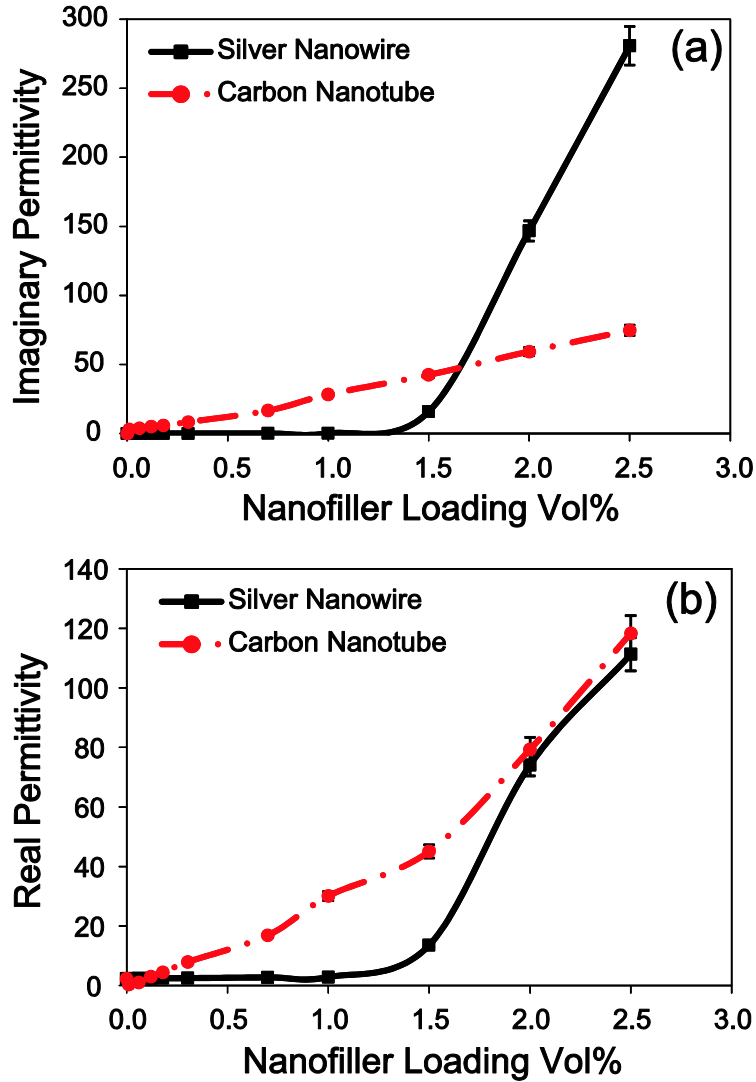 (a)
Silver Nanowire
Carbon Nanotube
Imaginary Permittivity
300
250
200
150
100
50
0
0.0 0.5 1.0 1.5 2.0 2.5 3.0
Nanofiller Loading Vol%
(b)
Silver Nanowire
Carbon Nanotube
Real Permittivity
140
120
100
80
60
40
20
0
0.0 0.5 1.0 1.5 2.0 2.5 3.0
Nanofiller Loading Vol%